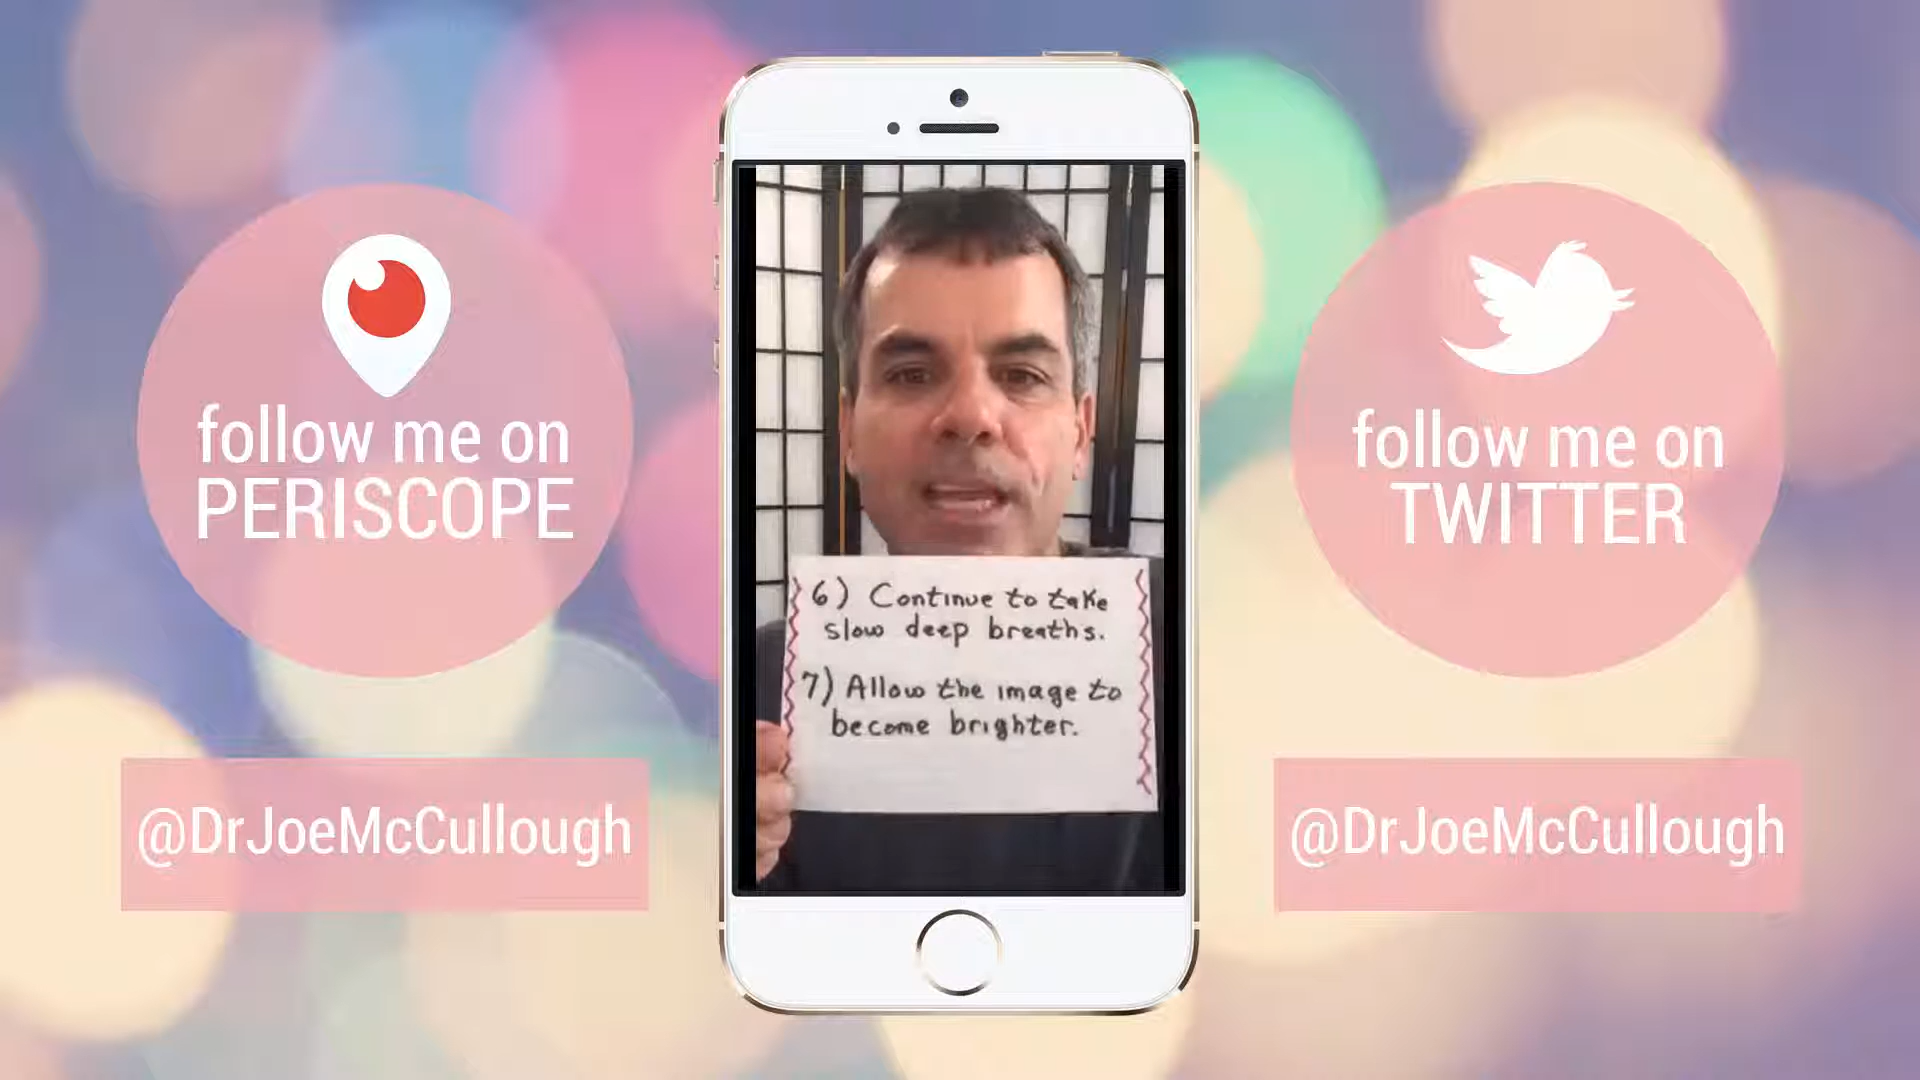 follow me on
PERISCOPE
@DrJoeMcCullough
6) Continue to take
slow deep breaths.
7) Allow the image to
become brighter.
follow me on
TWITTER
@DrJoeMcCullough